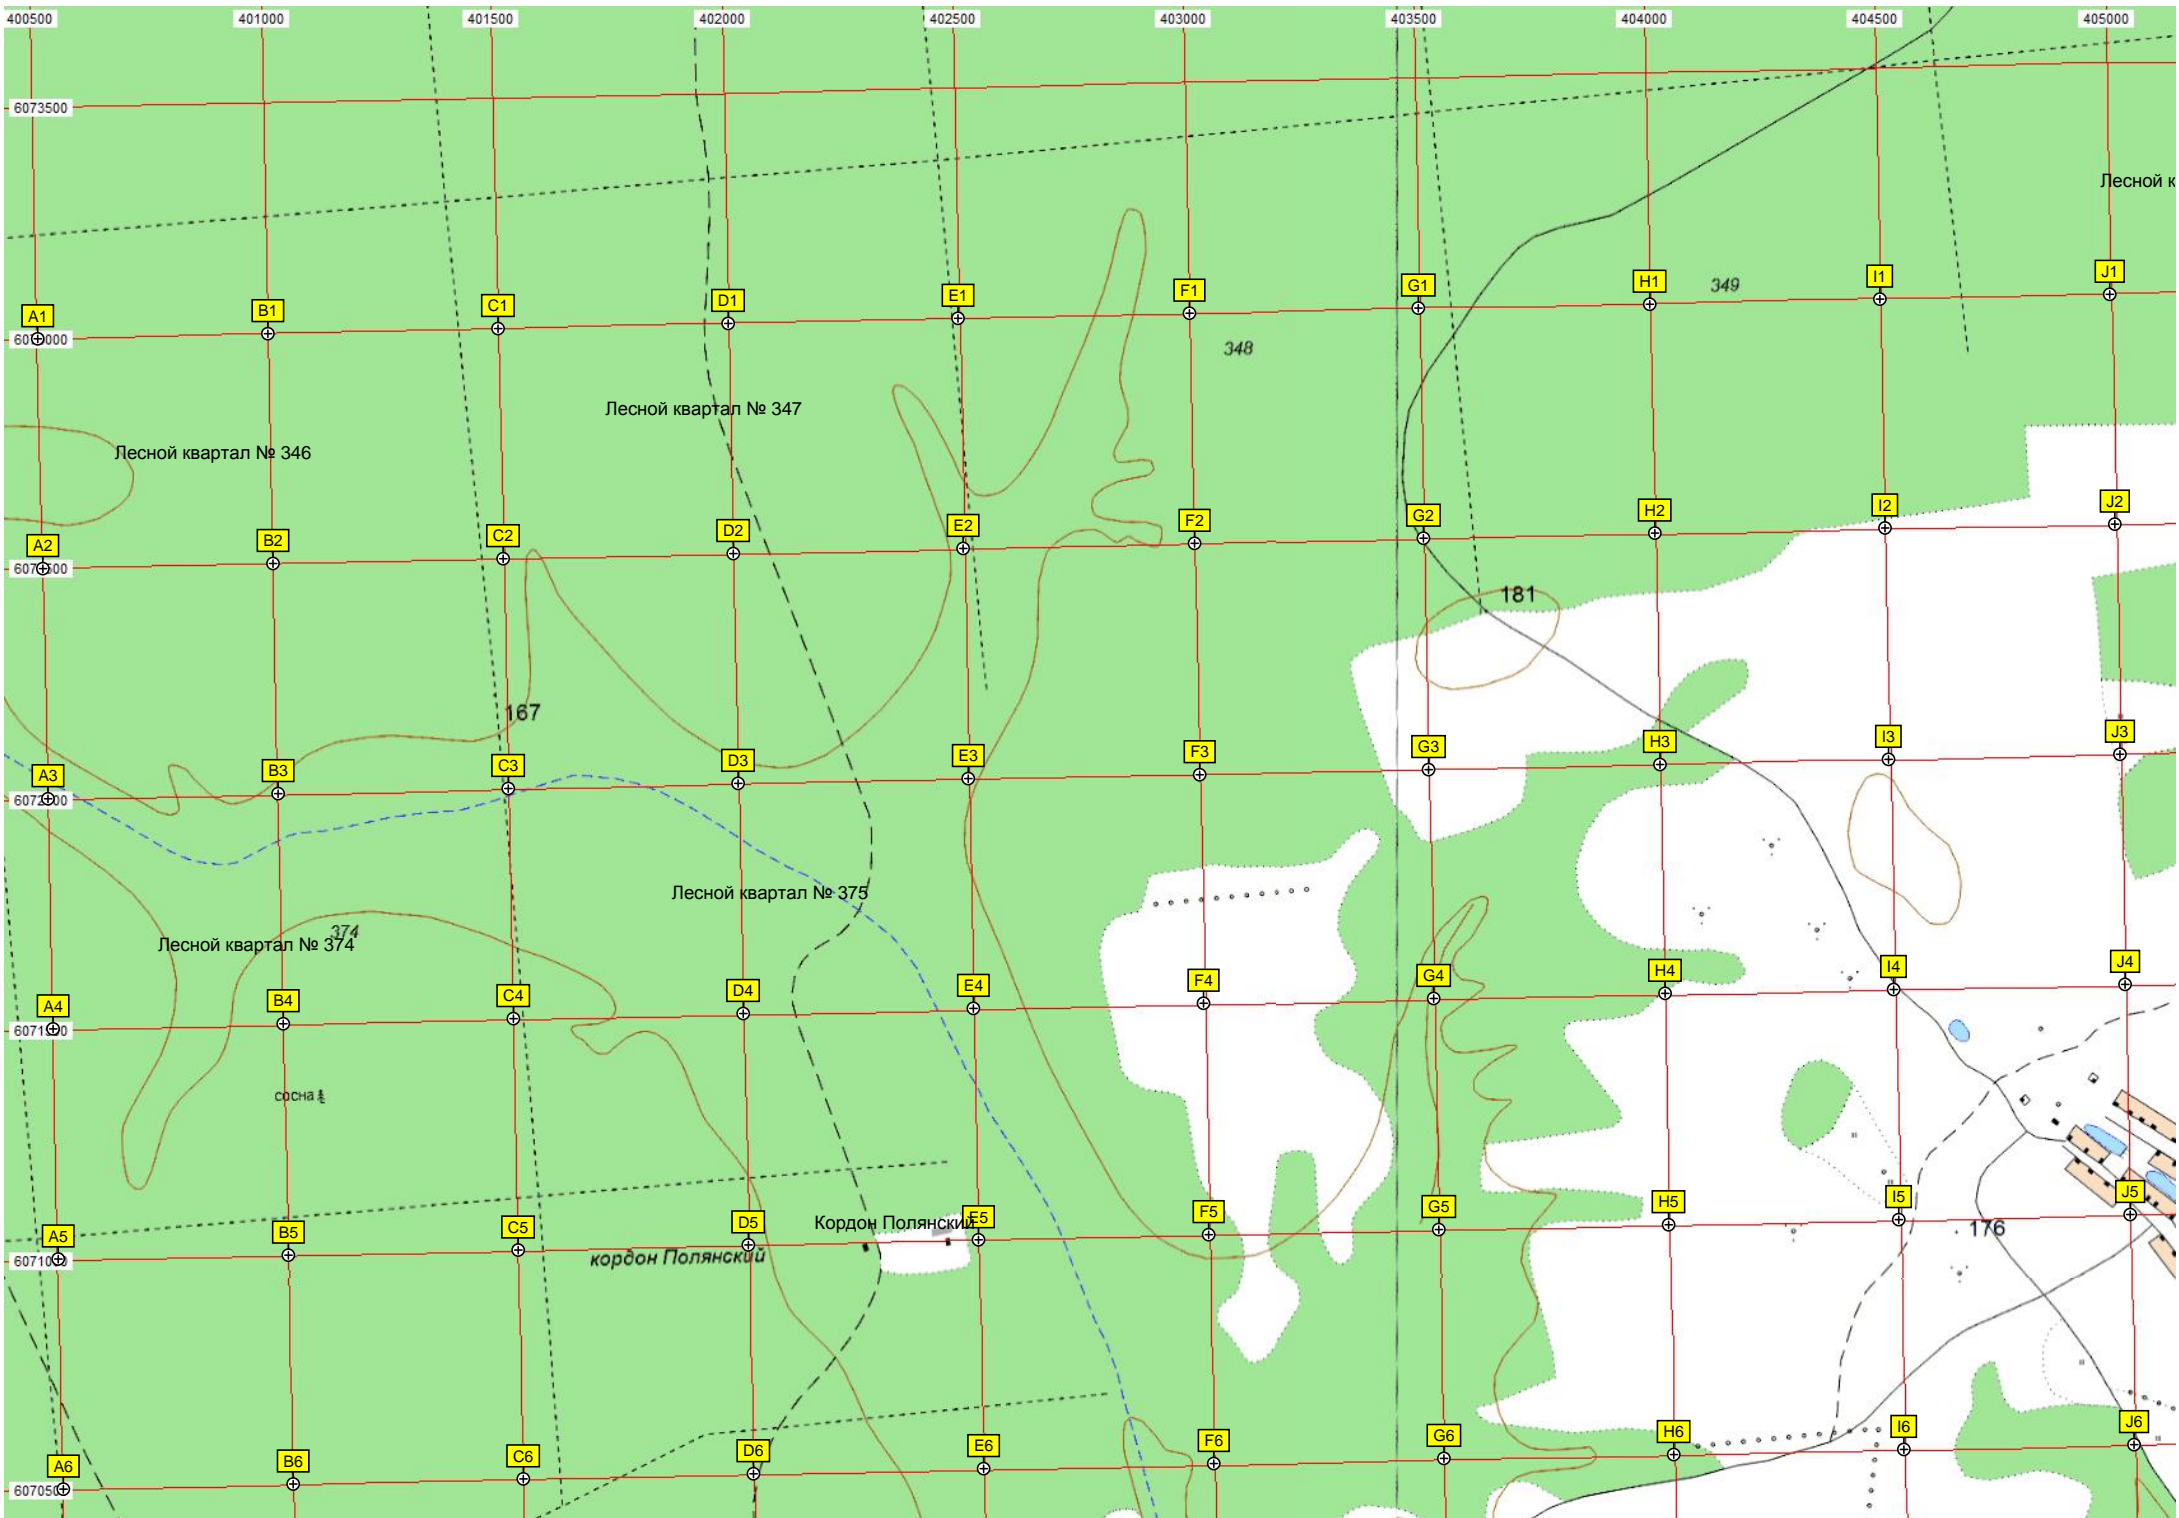 400500 401000 401500 402000 402500 403000 403500 404000 404500 405000
6073500
Лесной к
A1 B1 C1 D1 E1 F1 G1 H1 I1 J1
349
348
Лесной квартал № 347
Лесной квартал № 346
A2 B2 C2 D2 E2 F2 G2 H2 I2 J2
181
167
A3 B3 C3 D3 E3 F3 G3 H3 I3 J3
Лесной квартал № 375
374
Лесной квартал № 374
A4 B4 C4 D4 E4 F4 G4 H4 I4 J4
сосна
A5 B5 C5 D5 E5 F5 G5 H5 I5 J5
Кордон Полянский
176
кордон Полянский
A6 B6 C6 D6 E6 F6 G6 H6 I6 J6